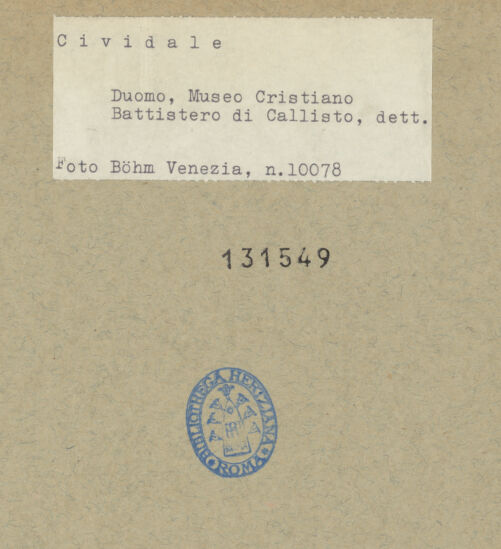 Cividale
Duomo, Museo Cristiano
Battistero di Callisto, dett.
Foto Böhm Venezia, n.10078
131549
BIBLIOTHECA HERTZIANA
ROMA